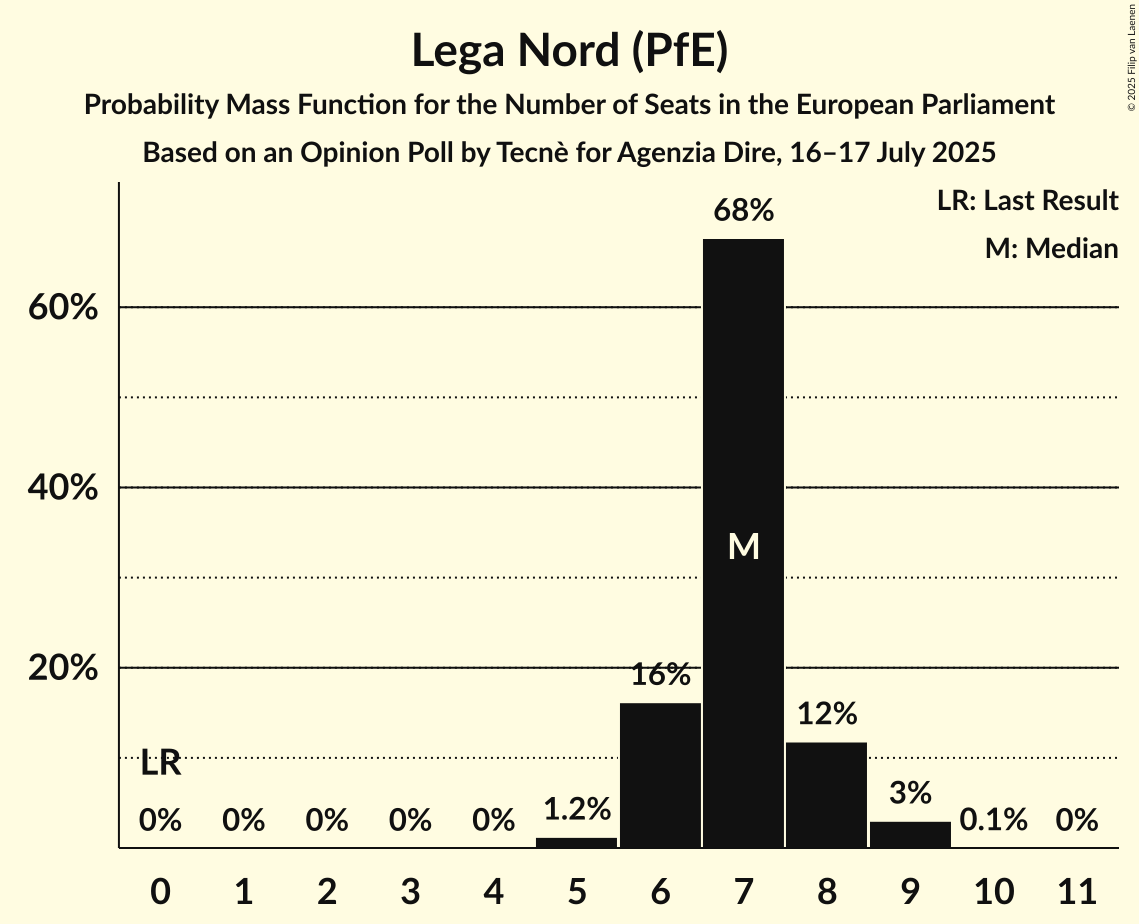 Lega Nord (PfE)
Probability Mass Function for the Number of Seats in the European Parliament
Based on an Opinion Poll by Tecnè for Agenzia Dire, 16–17 July 2025
© 2025 Filip van Laenen
LR: Last Result
M: Median
68%
60%
40%
M
20%
16%
12%
LR
0% 0% 0% 0% 0% 1.2% 3% 0.1% 0%
0 1 2 3 4 5 6 7 8 9 10 11